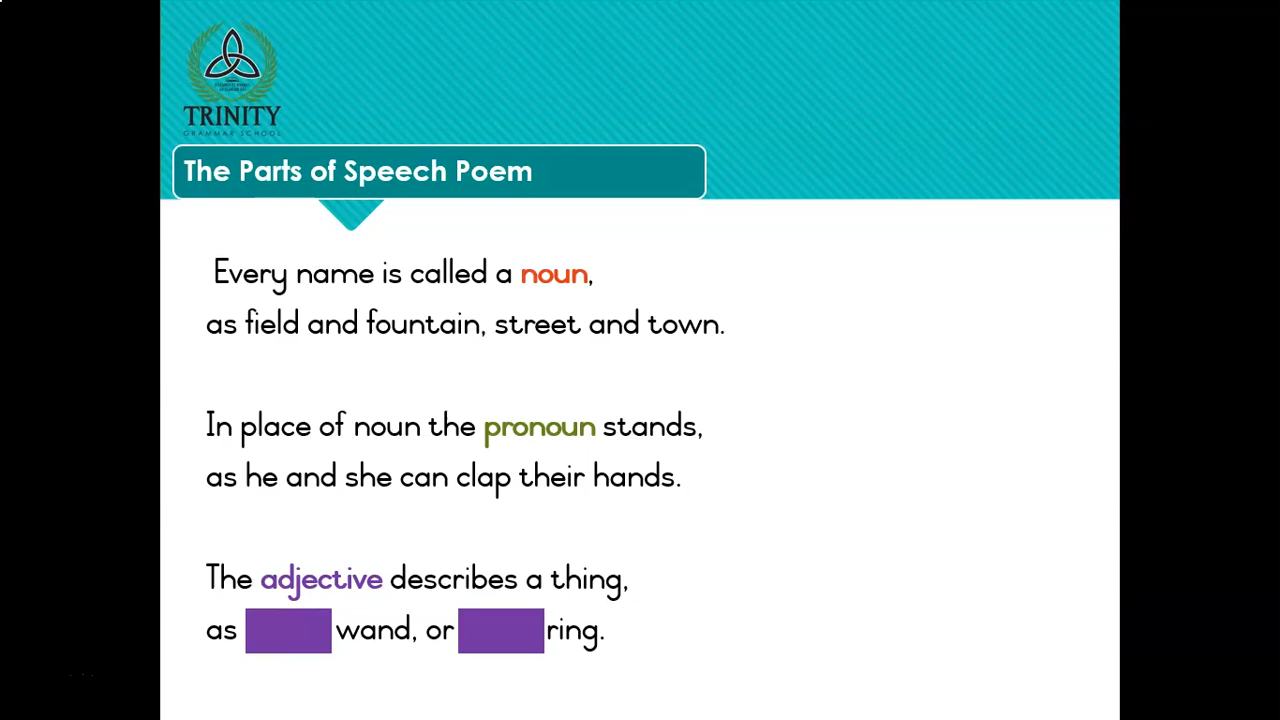 TRINITY
GRAMMAR SCHOOL
The Parts of Speech Poem
Every name is called a noun,
as field and fountain, street and town.
In place of noun the pronoun stands,
as he and she can clap their hands.
The adjective describes a thing,
as wand, or ring.